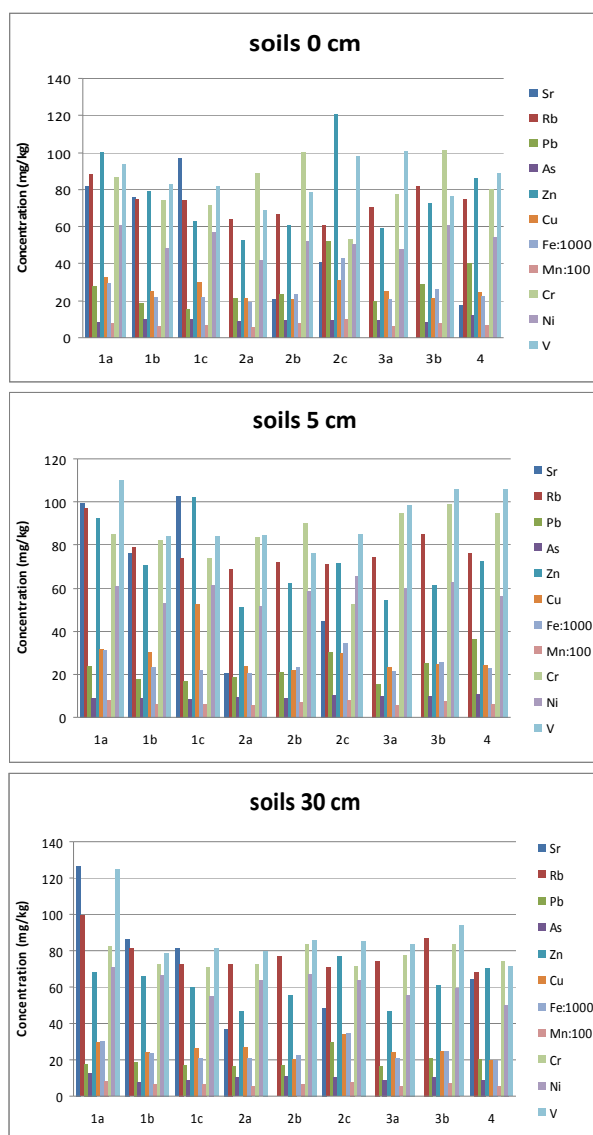 soils 0 cm
Concentration (mg/kg)
140
120
100
80
60
40
20
0
1a 1b 1c 2a 2b 2c 3a 3b 4
Sr
Rb
Pb
As
Zn
Cu
Fe:1000
Mn:100
Cr
Ni
V
soils 5 cm
Concentration (mg/kg)
120
100
80
60
40
20
0
1a 1b 1c 2a 2b 2c 3a 3b 4
Sr
Rb
Pb
As
Zn
Cu
Fe:1000
Mn:100
Cr
Ni
V
soils 30 cm
Concentration (mg/kg)
140
120
100
80
60
40
20
0
1a 1b 1c 2a 2b 2c 3a 3b 4
Sr
Rb
Pb
As
Zn
Cu
Fe:1000
Mn:100
Cr
Ni
V